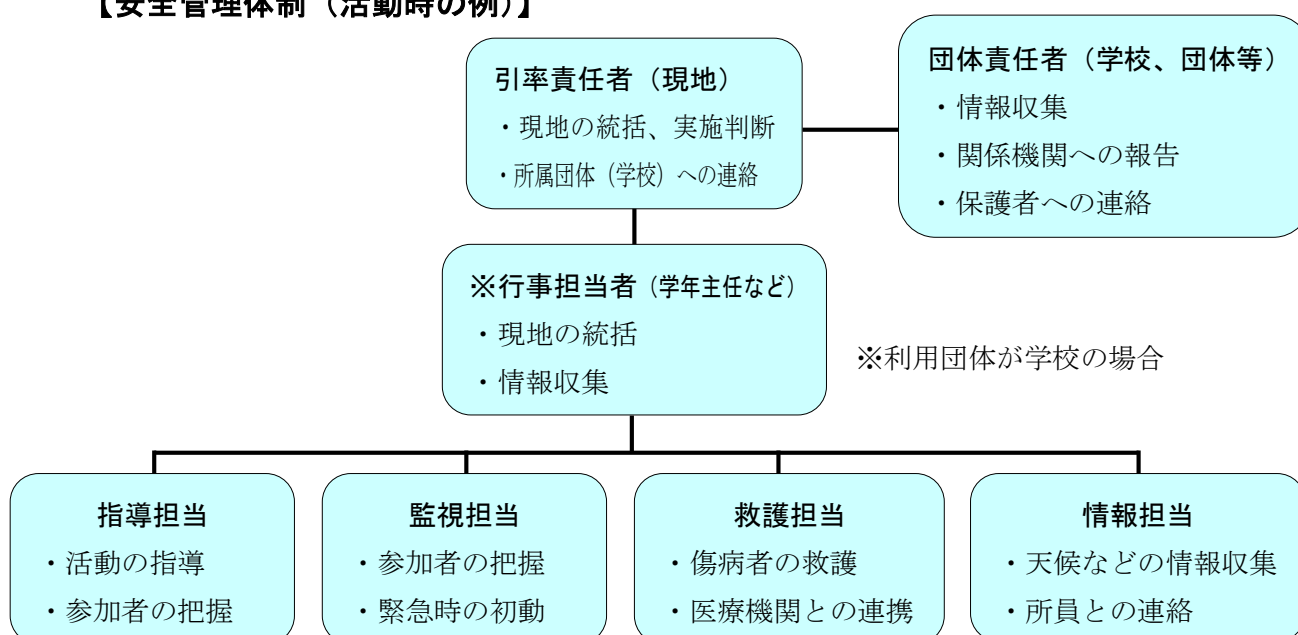 【安全管理体制（活動時の例）】
引率責任者（現地）
・現地の統括、実施判断
・所属団体（学校）への連絡
団体責任者（学校、団体等）
・情報収集
・関係機関への報告
・保護者への連絡
※行事担当者（学年主任など）
・現地の統括
・情報収集
※利用団体が学校の場合
指導担当
・活動の指導
・参加者の把握
監視担当
・参加者の把握
・緊急時の初動
救護担当
・傷病者の救護
・医療機関との連携
情報担当
・天候などの情報収集
・所員との連絡